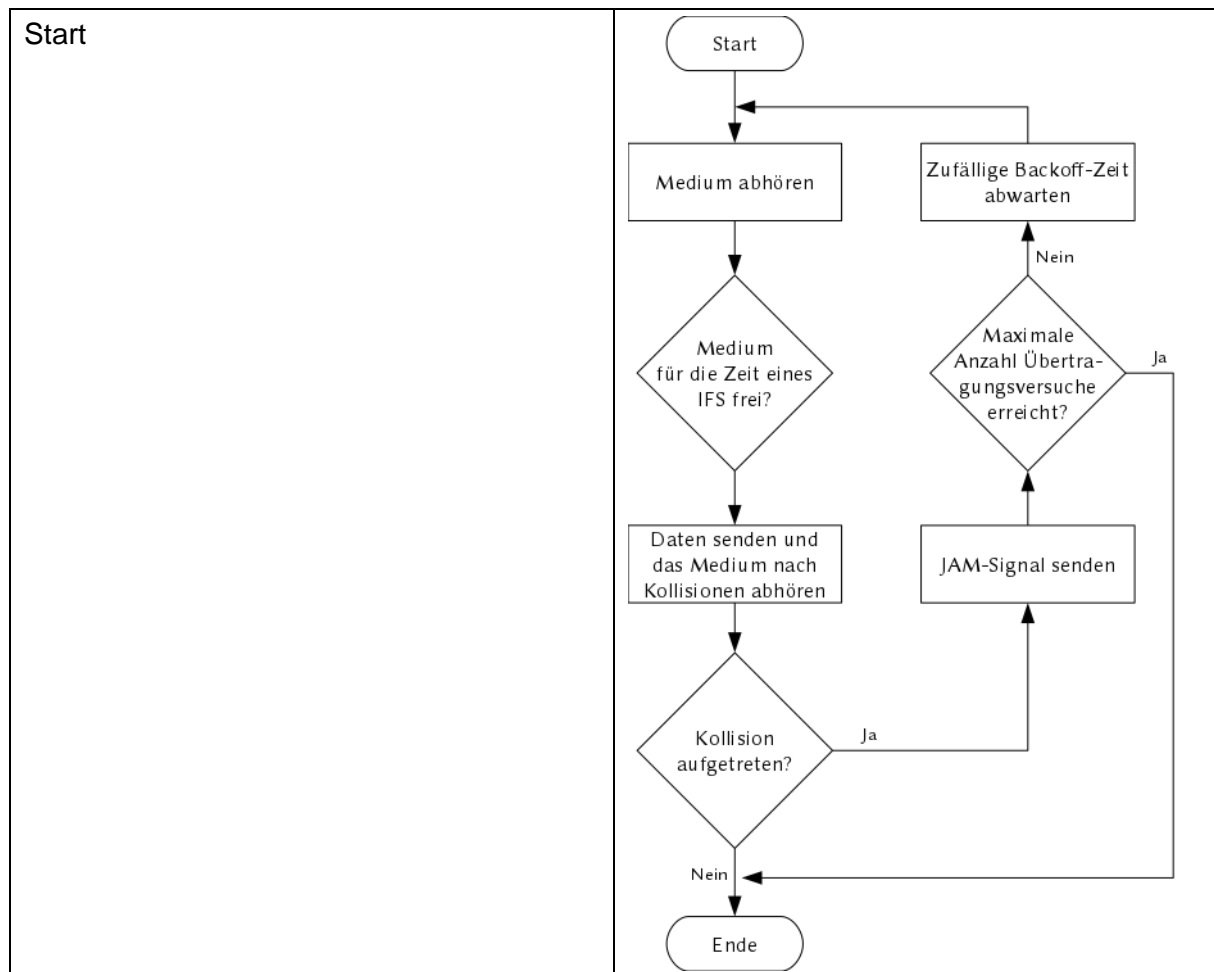 Start
Start
Medium abhören
Medium
für die Zeit eines
IFS frei?
Daten senden und
das Medium nach
Kollisionen abhören
Kollision
aufgetreten?
Ja
Nein
Ende
JAM-Signal senden
Maximale
Anzahl Übertra-
gungsversuche
erreicht?
Ja
Nein
Zufällige Backoff-Zeit
abwarten